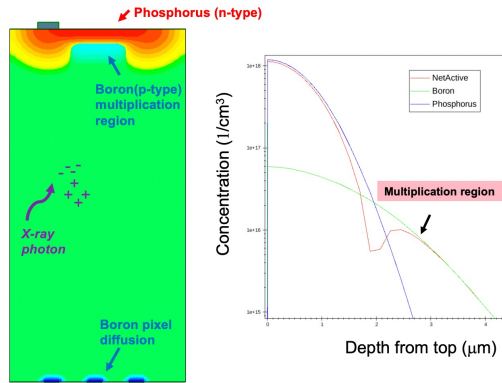 Phosphorus (n-type)
Boron(p-type)
multiplication
region
X-ray
photon
Boron pixel
diffusion
- - -
+ + + + +
Concentration (1/cm³)
1e+18
1e+17
1e+16
1e+15
NetActive
Boron
Phosphorus
Multiplication region
0
1
2
3
4
Depth from top (μm)